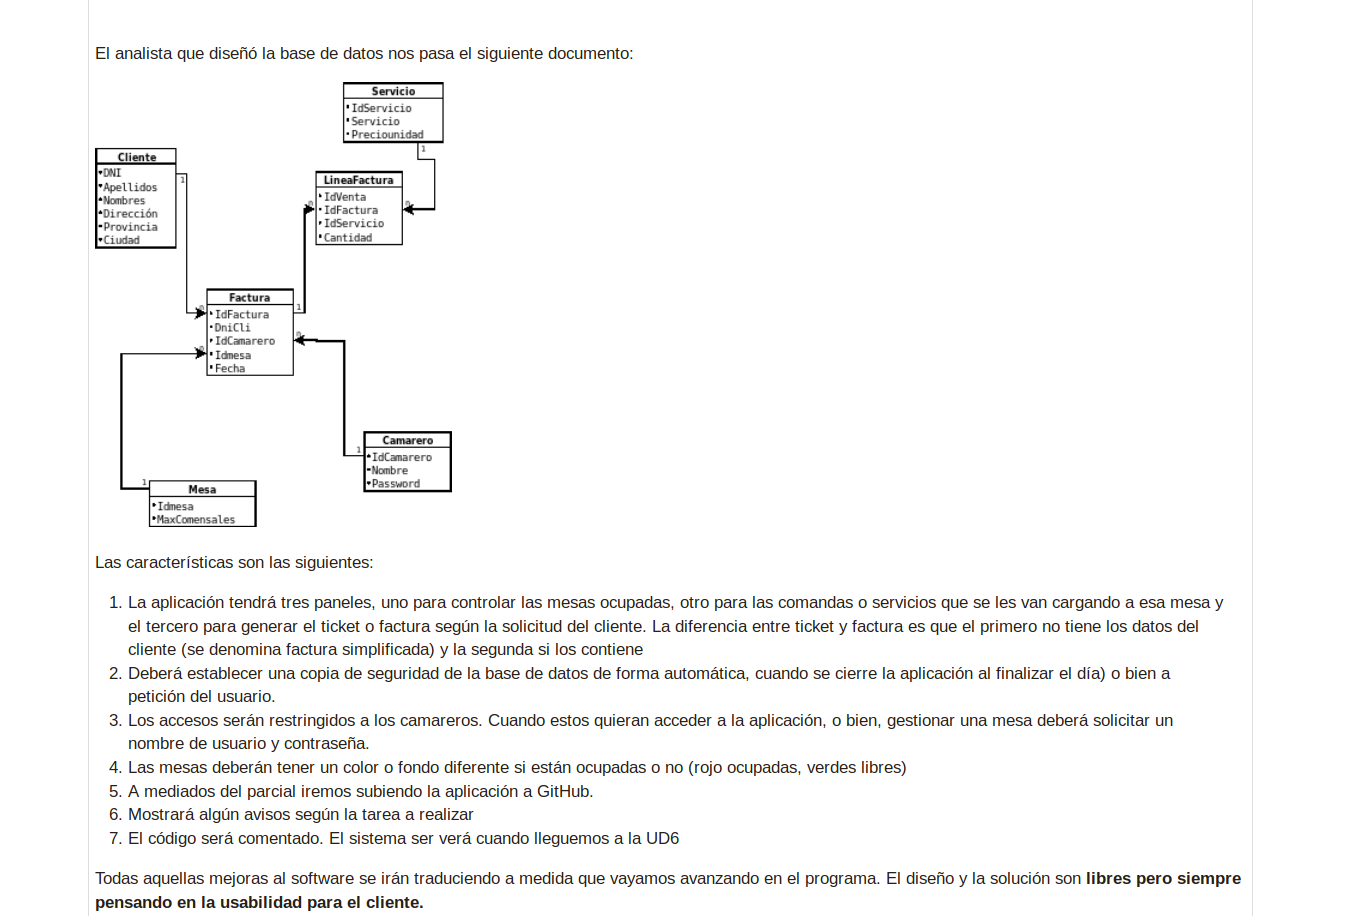 El analista que diseñó la base de datos nos pasa el siguiente documento:
Servicio
IdServicio
Servicio
Preciounidad
1
Cliente
DNI
Apellidos
Nombres
Dirección
Provincia
Ciudad
1
LineaFactura
IdVenta
IdFactura
IdServicio
Cantidad
Factura
IdFactura
DniCli
IdCamarero
Idmesa
Fecha
1
Camarero
IdCamarero
Nombre
Password
1
Mesa
Idmesa
MaxComensales
1
Las características son las siguientes:
1. La aplicación tendrá tres paneles, uno para controlar las mesas ocupadas, otro para las comandas o servicios que se les van cargando a esa mesa y
el tercero para generar el ticket o factura según la solicitud del cliente. La diferencia entre ticket y factura es que el primero no tiene los datos del
cliente (se denomina factura simplificada) y la segunda si los contiene
2. Deberá establecer una copia de seguridad de la base de datos de forma automática, cuando se cierre la aplicación al finalizar el día) o bien a
petición del usuario.
3. Los accesos serán restringidos a los camareros. Cuando estos quieran acceder a la aplicación, o bien, gestionar una mesa deberá solicitar un
nombre de usuario y contraseña.
4. Las mesas deberán tener un color o fondo diferente si están ocupadas o no (rojo ocupadas, verdes libres)
5. A mediados del parcial iremos subiendo la aplicación a GitHub.
6. Mostrará algún avisos según la tarea a realizar
7. El código será comentado. El sistema ser verá cuando lleguemos a la UD6
Todas aquellas mejoras al software se irán traduciendo a medida que vayamos avanzando en el programa. El diseño y la solución son libres pero siempre
pensando en la usabilidad para el cliente.